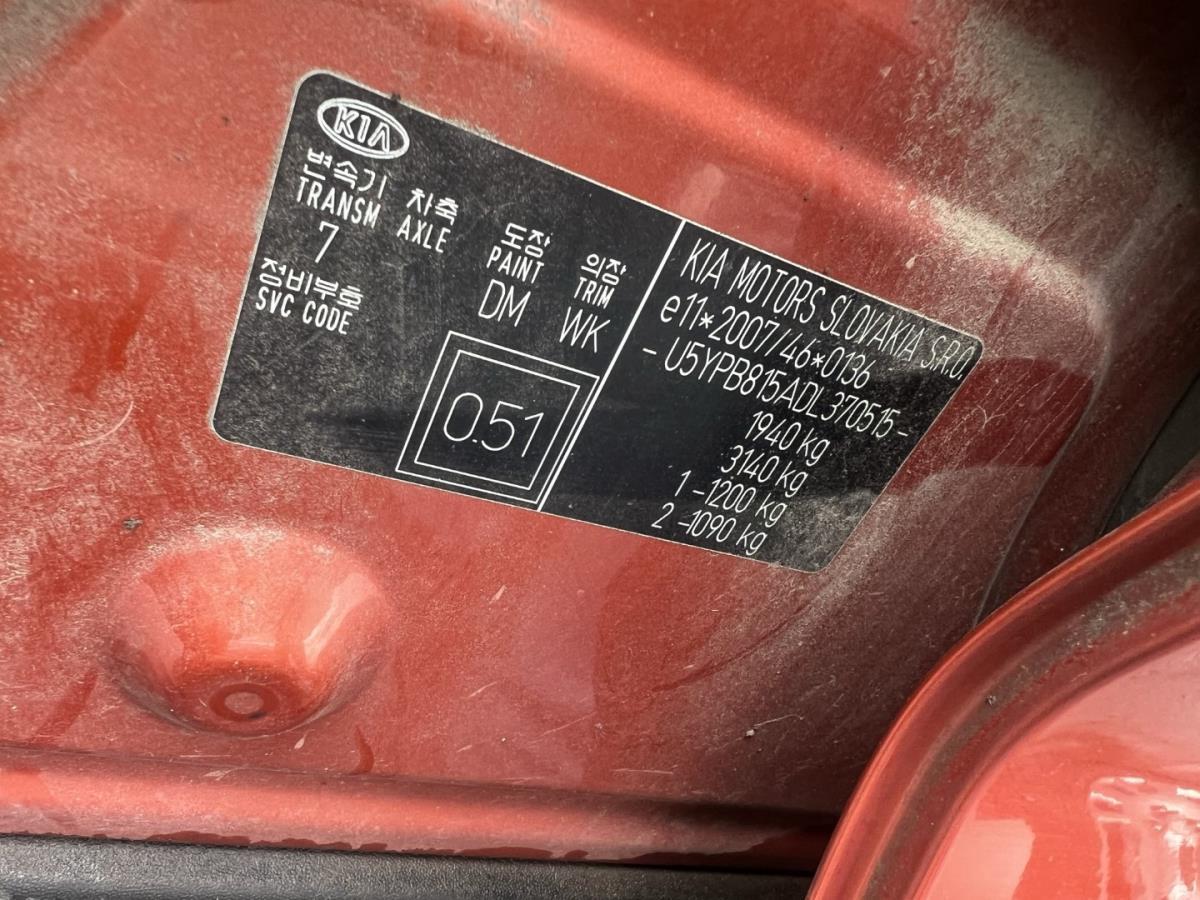 KIA
변속기 차축 도장 의장
TRANSM AXLE PAINT TRIM
7 DM WK
정비부호
SVC CODE
0.51
KIA MOTORS SLOVAKIA S.R.O.
e11*2007/46*0136
- U5YPB815ADL370515 -
1940 kg
3140 kg
1 -1200 kg
2 -1090 kg